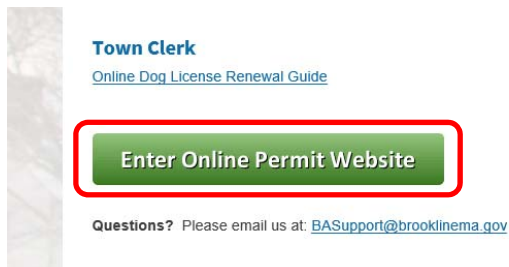 Town Clerk
Online Dog License Renewal Guide
Enter Online Permit Website
Questions? Please email us at: BASupport@brooklinema.gov